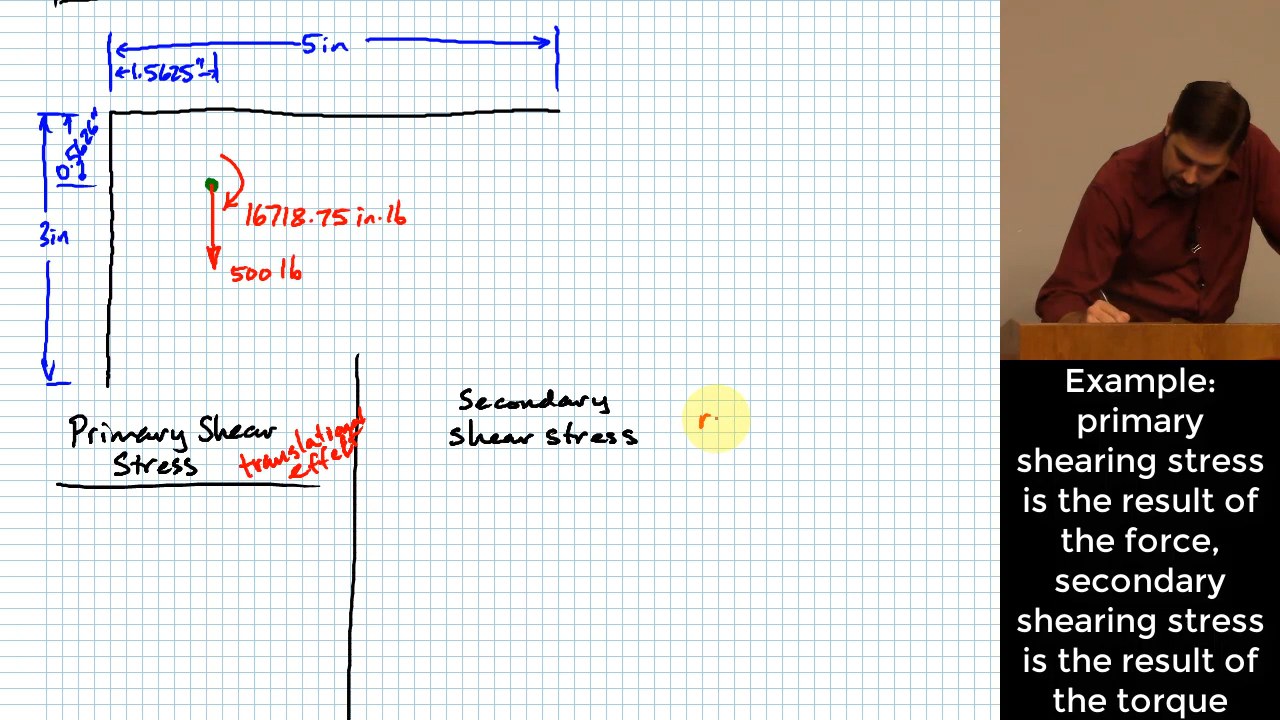 5in
1.5625"
0.5626"
3in
16718.75 in.lb
500 lb
Primary Shear
Stress
translational
effect
Secondary
shear stress
r
Example:
primary
shearing stress
is the result of
the force,
secondary
shearing stress
is the result of
the torque